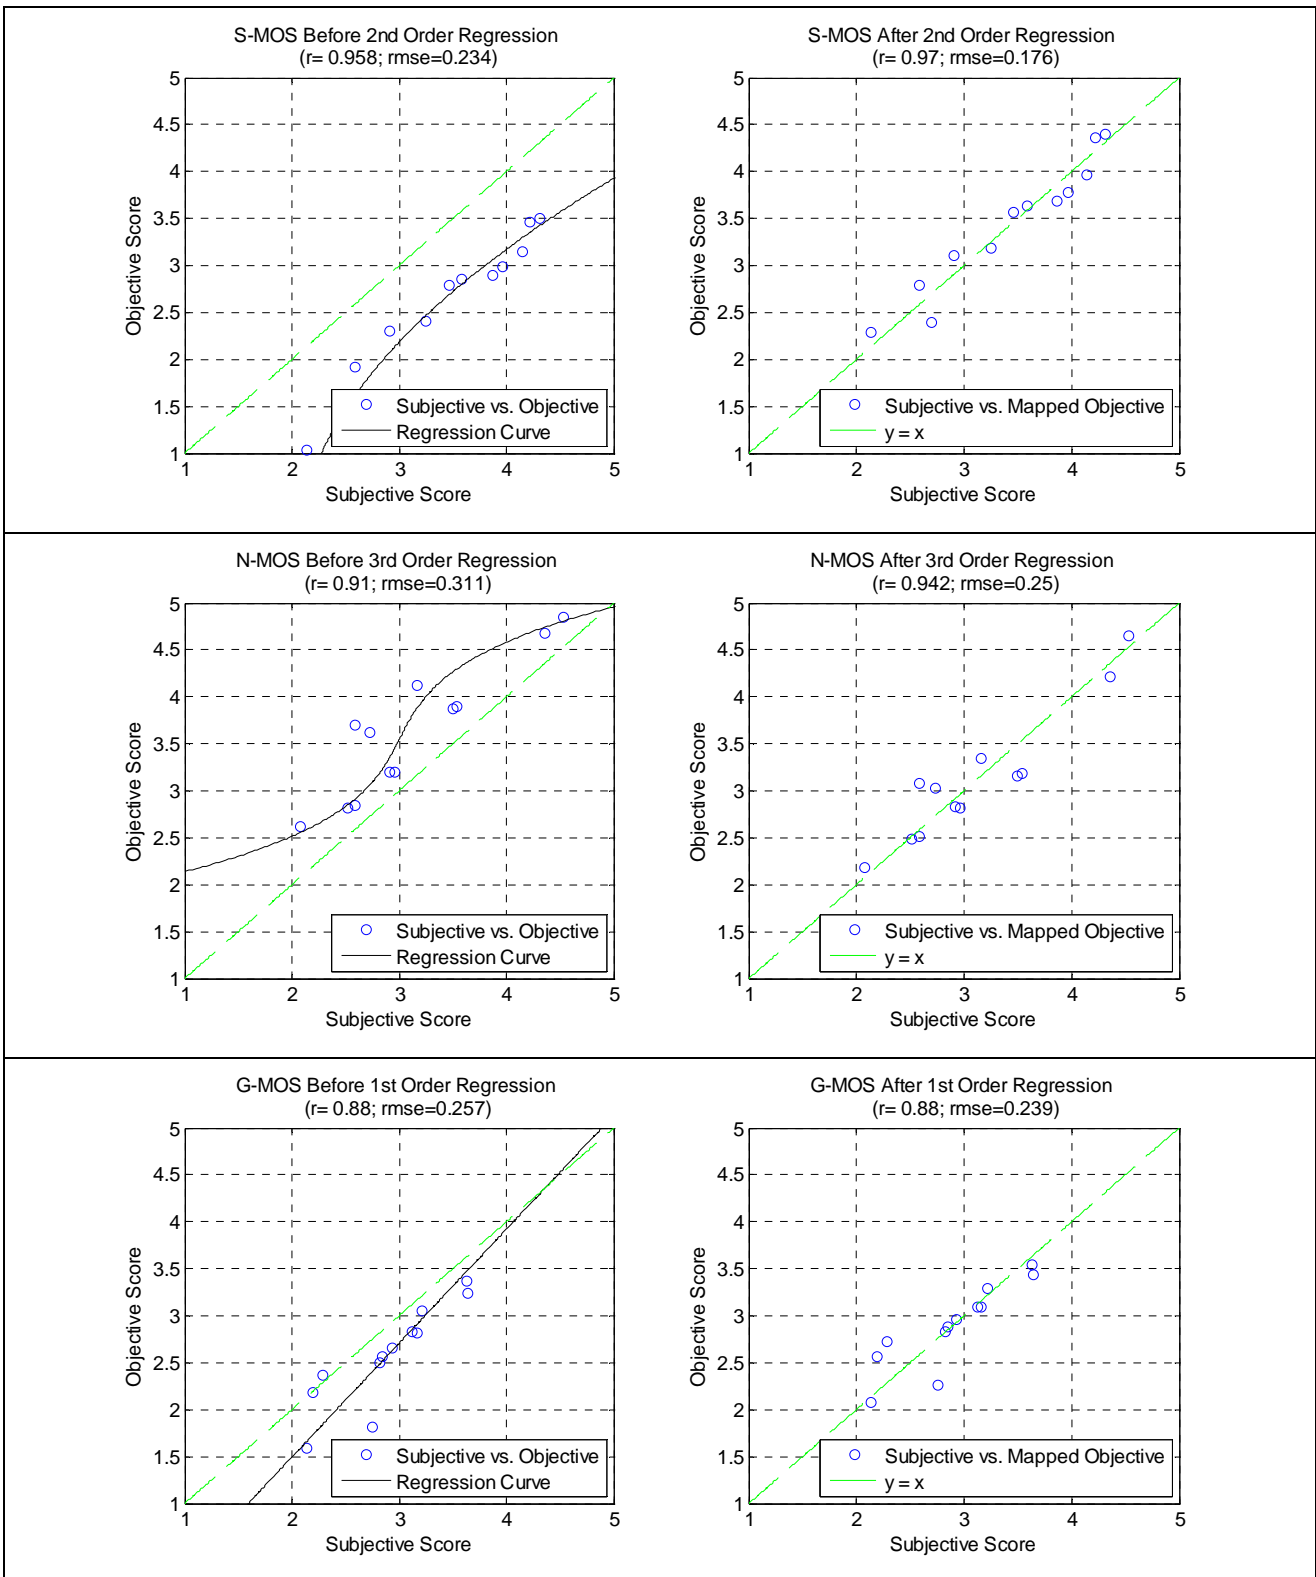 S-MOS Before 2nd Order Regression
(r= 0.958; rmse=0.234)
5
4.5
4
3.5
3
2.5
2
1.5
1
Objective Score
1 2 3 4 5
Subjective Score
Subjective vs. Objective
Regression Curve
S-MOS After 2nd Order Regression
(r= 0.97; rmse=0.176)
5
4.5
4
3.5
3
2.5
2
1.5
1
Objective Score
1 2 3 4 5
Subjective Score
Subjective vs. Mapped Objective
y = x
N-MOS Before 3rd Order Regression
(r= 0.91; rmse=0.311)
5
4.5
4
3.5
3
2.5
2
1.5
1
Objective Score
1 2 3 4 5
Subjective Score
Subjective vs. Objective
Regression Curve
N-MOS After 3rd Order Regression
(r= 0.942; rmse=0.25)
5
4.5
4
3.5
3
2.5
2
1.5
1
Objective Score
1 2 3 4 5
Subjective Score
Subjective vs. Mapped Objective
y = x
G-MOS Before 1st Order Regression
(r= 0.88; rmse=0.257)
5
4.5
4
3.5
3
2.5
2
1.5
1
Objective Score
1 2 3 4 5
Subjective Score
Subjective vs. Objective
Regression Curve
G-MOS After 1st Order Regression
(r= 0.88; rmse=0.239)
5
4.5
4
3.5
3
2.5
2
1.5
1
Objective Score
1 2 3 4 5
Subjective Score
Subjective vs. Mapped Objective
y = x